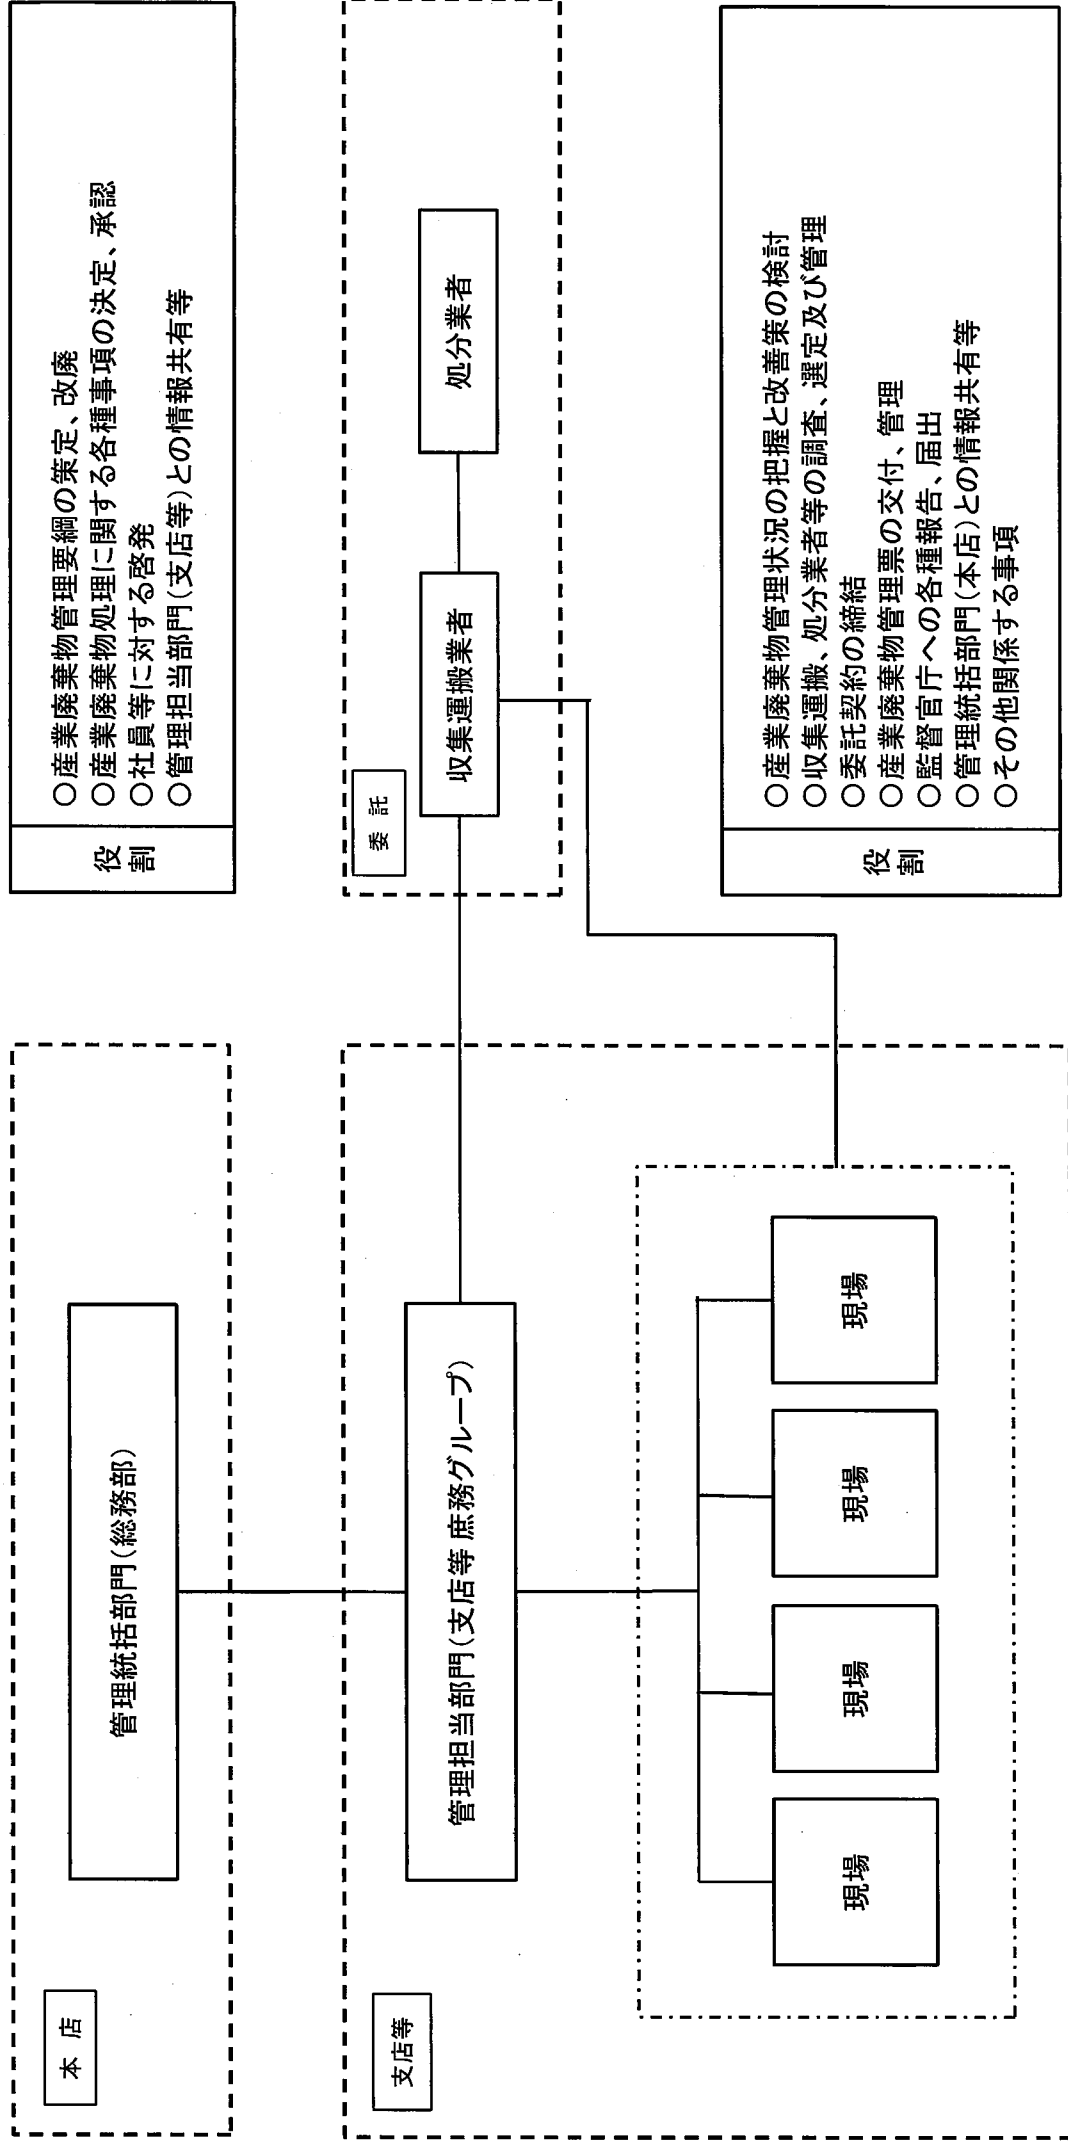 本 店
管理統括部門(総務部)
役割
○産業廃棄物管理要綱の策定、改廃
○産業廃棄物処理に関する各種事項の決定、承認
○社員等に対する啓発
○管理担当部門(支店等)との情報共有等
支店等
管理担当部門(支店等 庶務グループ)
現場
現場
現場
現場
委 託
収集運搬業者
処分業者
役割
○産業廃棄物管理状況の把握と改善策の検討
○収集運搬、処分業者等の調査、選定及び管理
○委託契約の締結
○産業廃棄物管理票の交付、管理
○監督官庁への各種報告、届出
○管理統括部門(本店)との情報共有等
○その他関係する事項